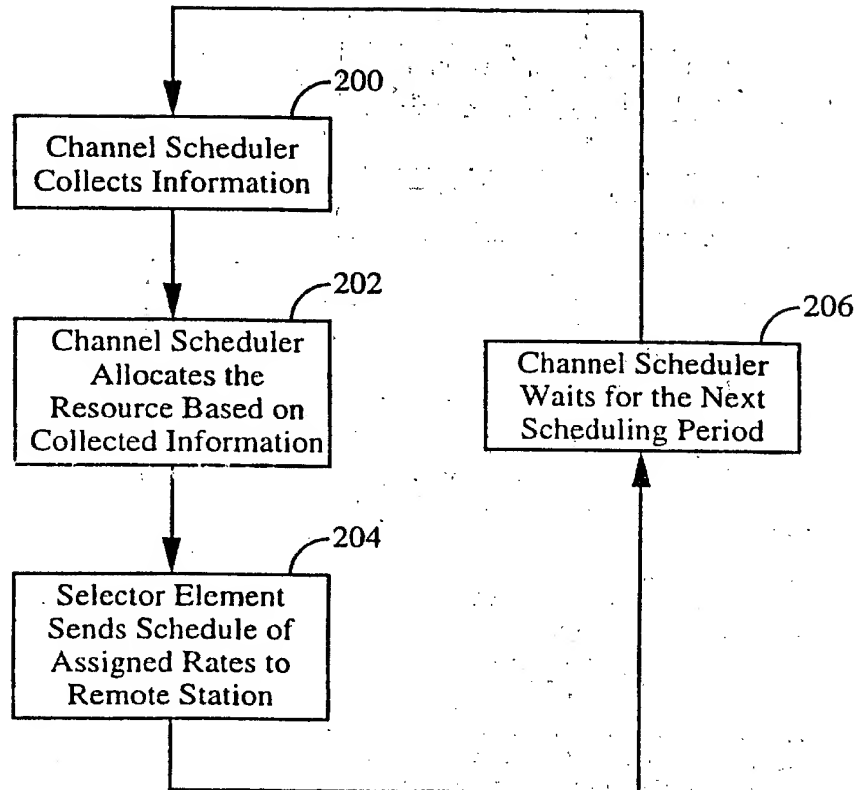 200
Channel Scheduler
Collects Information
202
Channel Scheduler
Allocates the
Resource Based on
Collected Information
204
Selector Element
Sends Schedule of
Assigned Rates to
Remote Station
206
Channel Scheduler
Waits for the Next
Scheduling Period